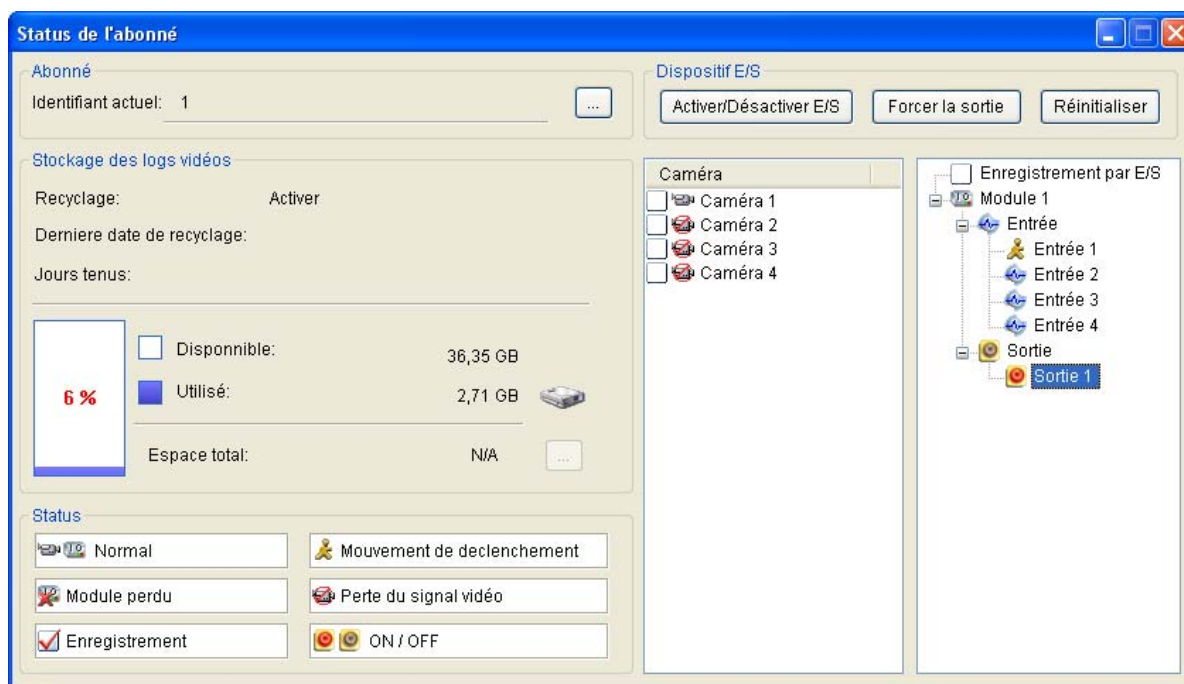 Status de l'abonné
Abonné
Identifiant actuel: 1
...
Dispositif E/S
Activer/Désactiver E/S
Forcer la sortie
Réinitialiser
Stockage des logs vidéos
Recyclage: Activer
Derniere date de recyclage:
Jours tenus:
6 %
Disponnible: 36,35 GB
Utilisé: 2,71 GB
Espace total: N/A
...
Status
Normal
Mouvement de declenchement
Module perdu
Perte du signal vidéo
Enregistrement
ON / OFF
Caméra
Caméra 1
Caméra 2
Caméra 3
Caméra 4
Enregistrement par E/S
Module 1
Entrée
Entrée 1
Entrée 2
Entrée 3
Entrée 4
Sortie
Sortie 1